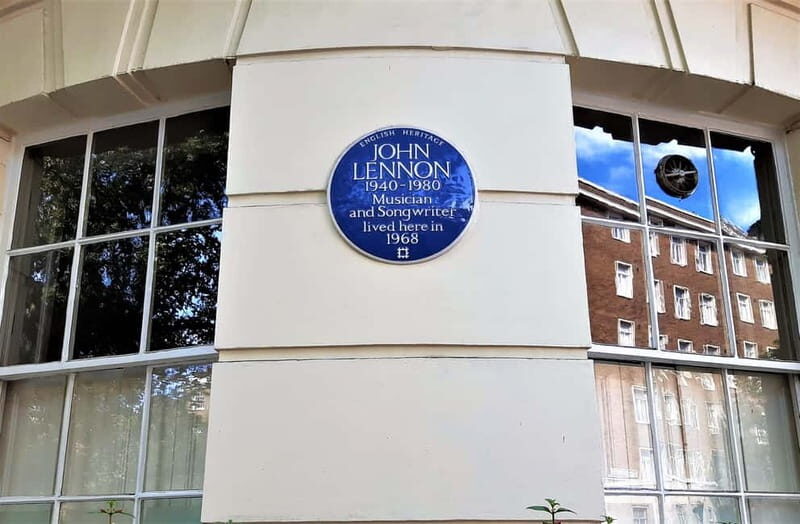 ENGLISH HERITAGE
JOHN
LENNON
1940-1980
Musician
and Songwriter
lived here in
1968